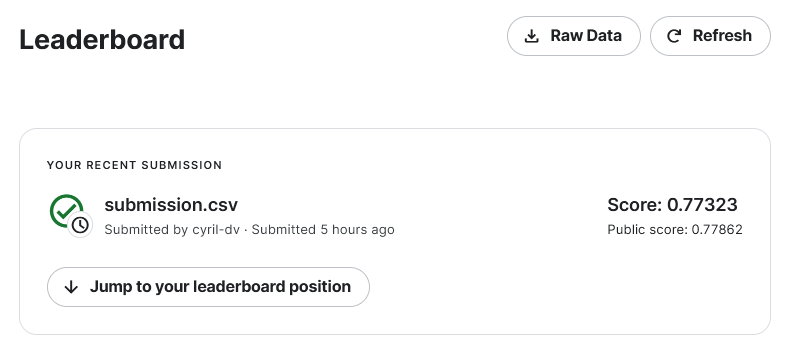 Leaderboard
Raw Data
Refresh
YOUR RECENT SUBMISSION
submission.csv
Score: 0.77323
Submitted by cyril-dv · Submitted 5 hours ago
Public score: 0.77862
Jump to your leaderboard position